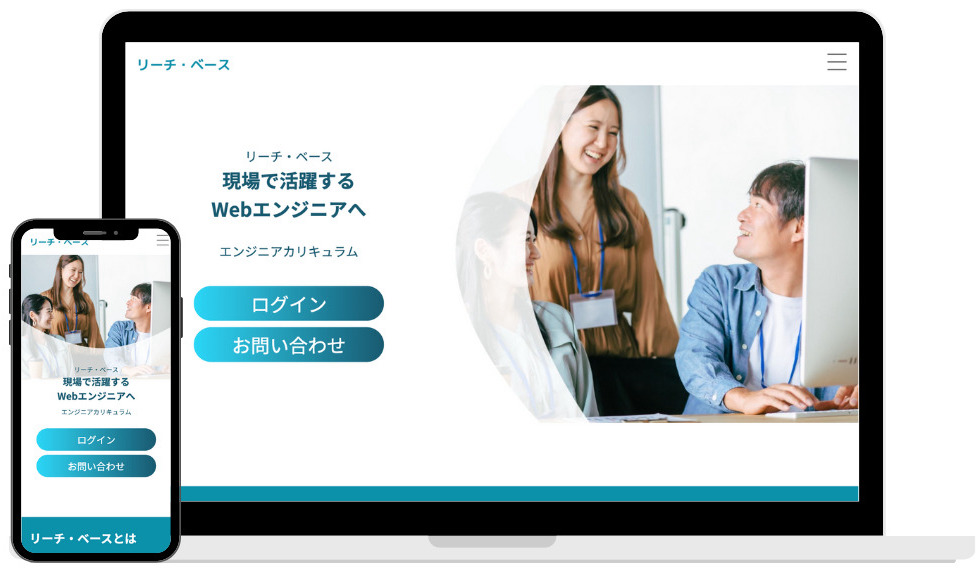 リーチ・ベース
リーチ・ベース
現場で活躍する
Webエンジニアへ
エンジニアカリキュラム
ログイン
お問い合わせ
リーチ・ベース
リーチ・ベース
現場で活躍する
Webエンジニアへ
エンジニアカリキュラム
ログイン
お問い合わせ
リーチ・ベースとは